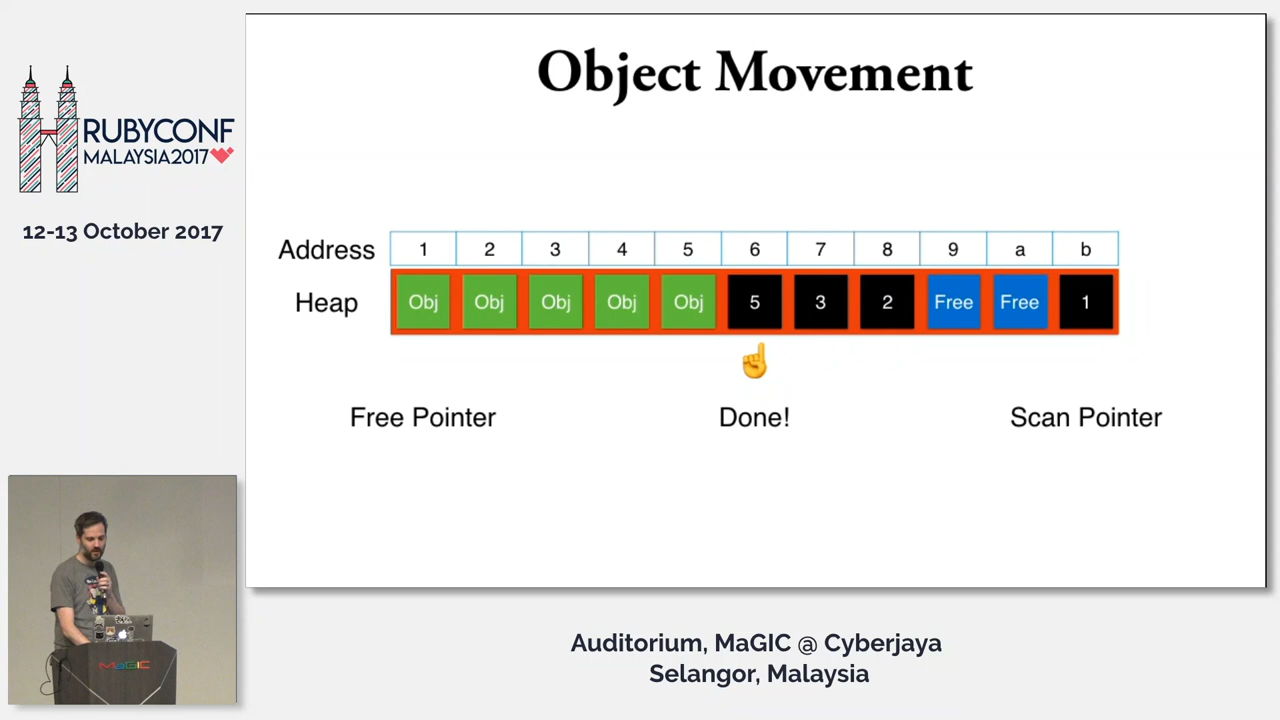 RUBYCONF
MALAYSIA2017
12-13 October 2017
Object Movement
Address 1 2 3 4 5 6 7 8 9 a b
Heap Obj Obj Obj Obj Obj 5 3 2 Free Free 1
Free Pointer Done! Scan Pointer
MaGIC
Auditorium, MaGIC @ Cyberjaya
Selangor, Malaysia